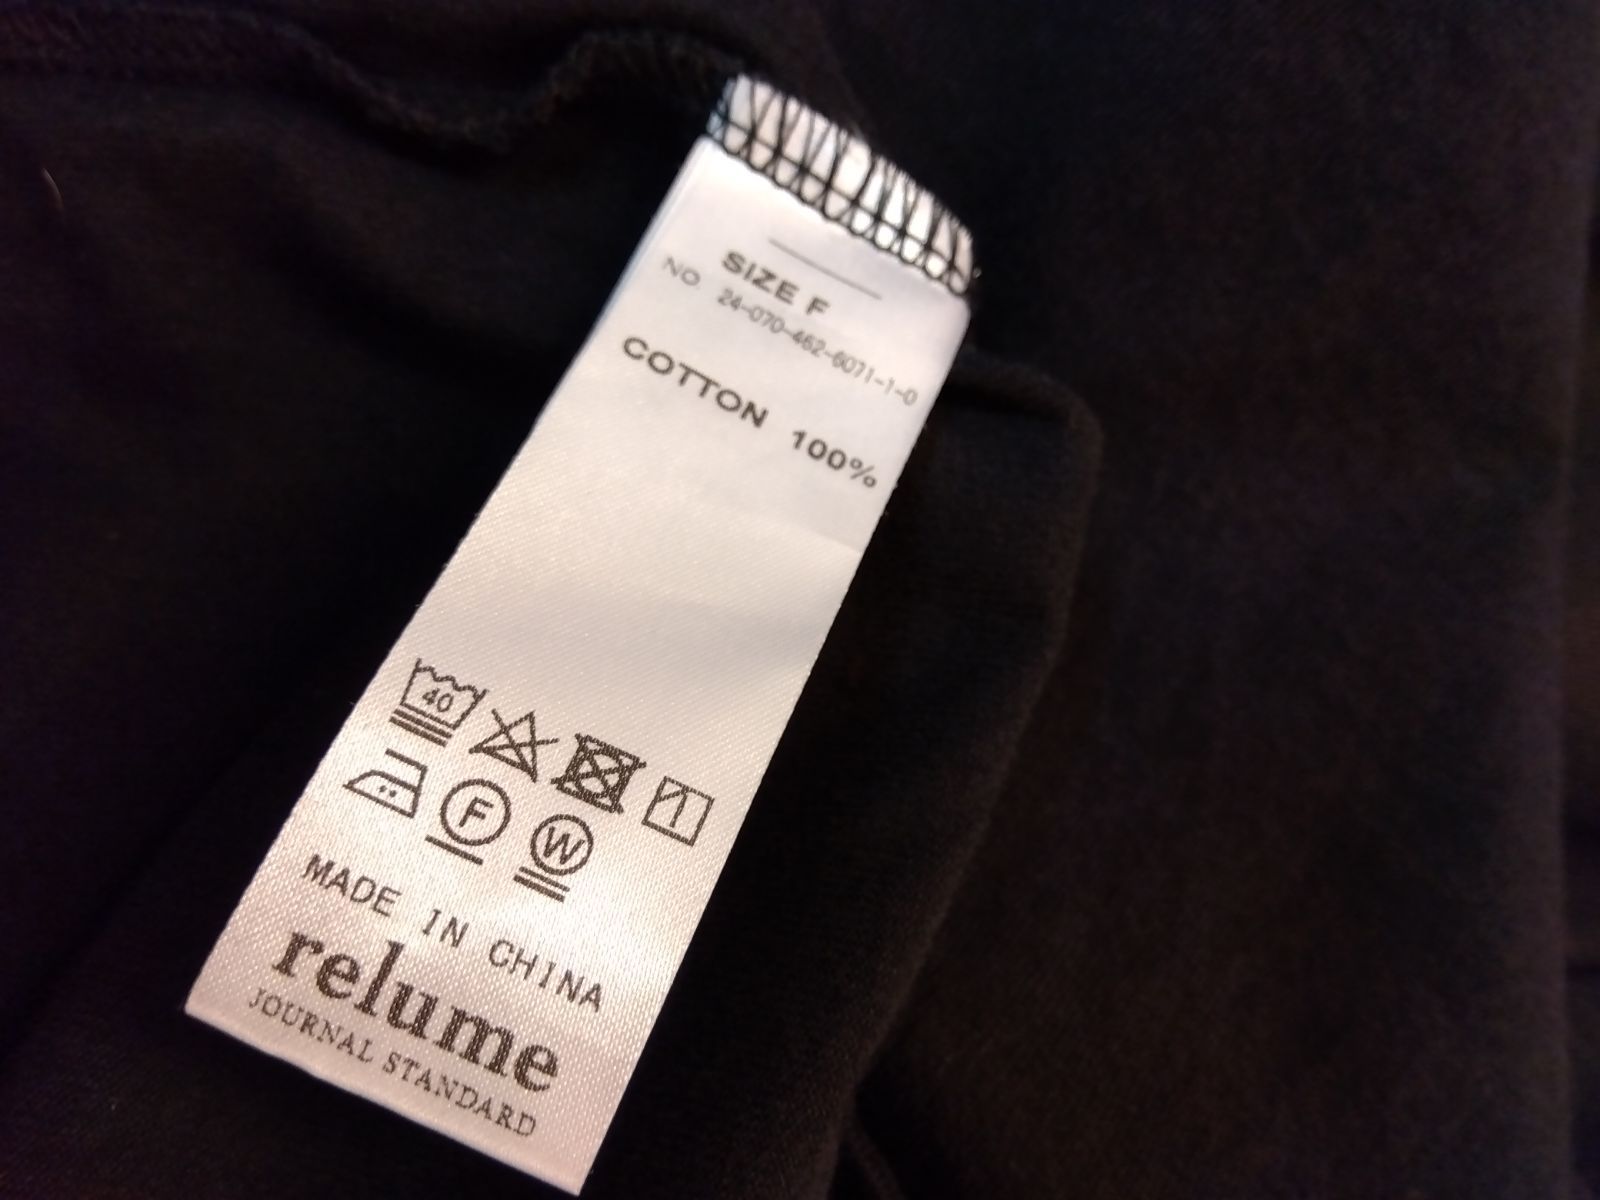 SIZE F
NO 24-070-462-6071-1-0
COTTON 100%
40
F
W
MADE IN CHINA
relume
JOURNAL STANDARD